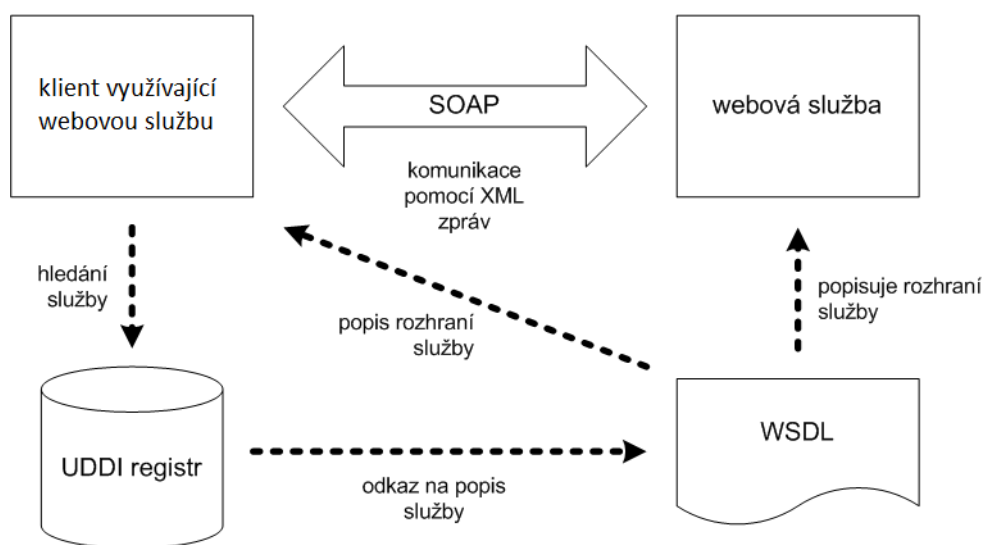 klient využívající
webovou službu
SOAP
webová služba
komunikace
pomocí XML
zpráv
hledání
služby
popis rozhraní
služby
popisuje rozhraní
služby
UDDI registr
odkaz na popis
služby
WSDL